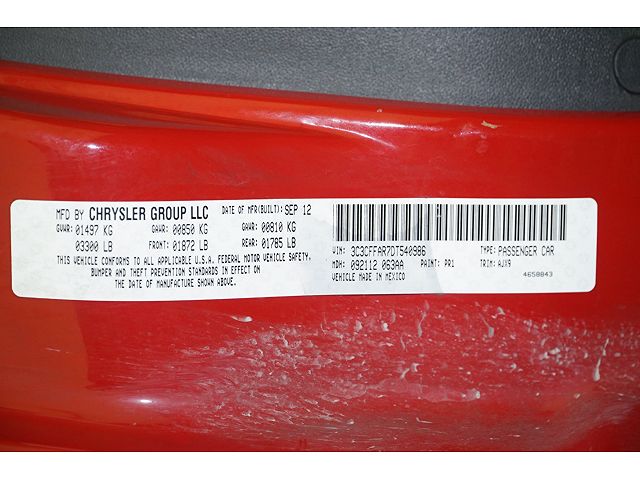 MFD BY CHRYSLER GROUP LLC DATE OF MFR(BUILT): SEP 12
GVWR: 01497 KG GAWR: 00850 KG GAWR: 00810 KG
03300 LB FRONT: 01872 LB REAR: 01785 LB
THIS VEHICLE CONFORMS TO ALL APPLICABLE U.S.A. FEDERAL MOTOR VEHICLE SAFETY,
BUMPER AND THEFT PREVENTION STANDARDS IN EFFECT ON
THE DATE OF MANUFACTURE SHOWN ABOVE.
VIN: 3C3CFFAR7DT540986 TYPE: PASSENGER CAR
MDH: 092112 063AA PAINT: PR1 TRIM: AJX9
VEHICLE MADE IN MEXICO 4658843